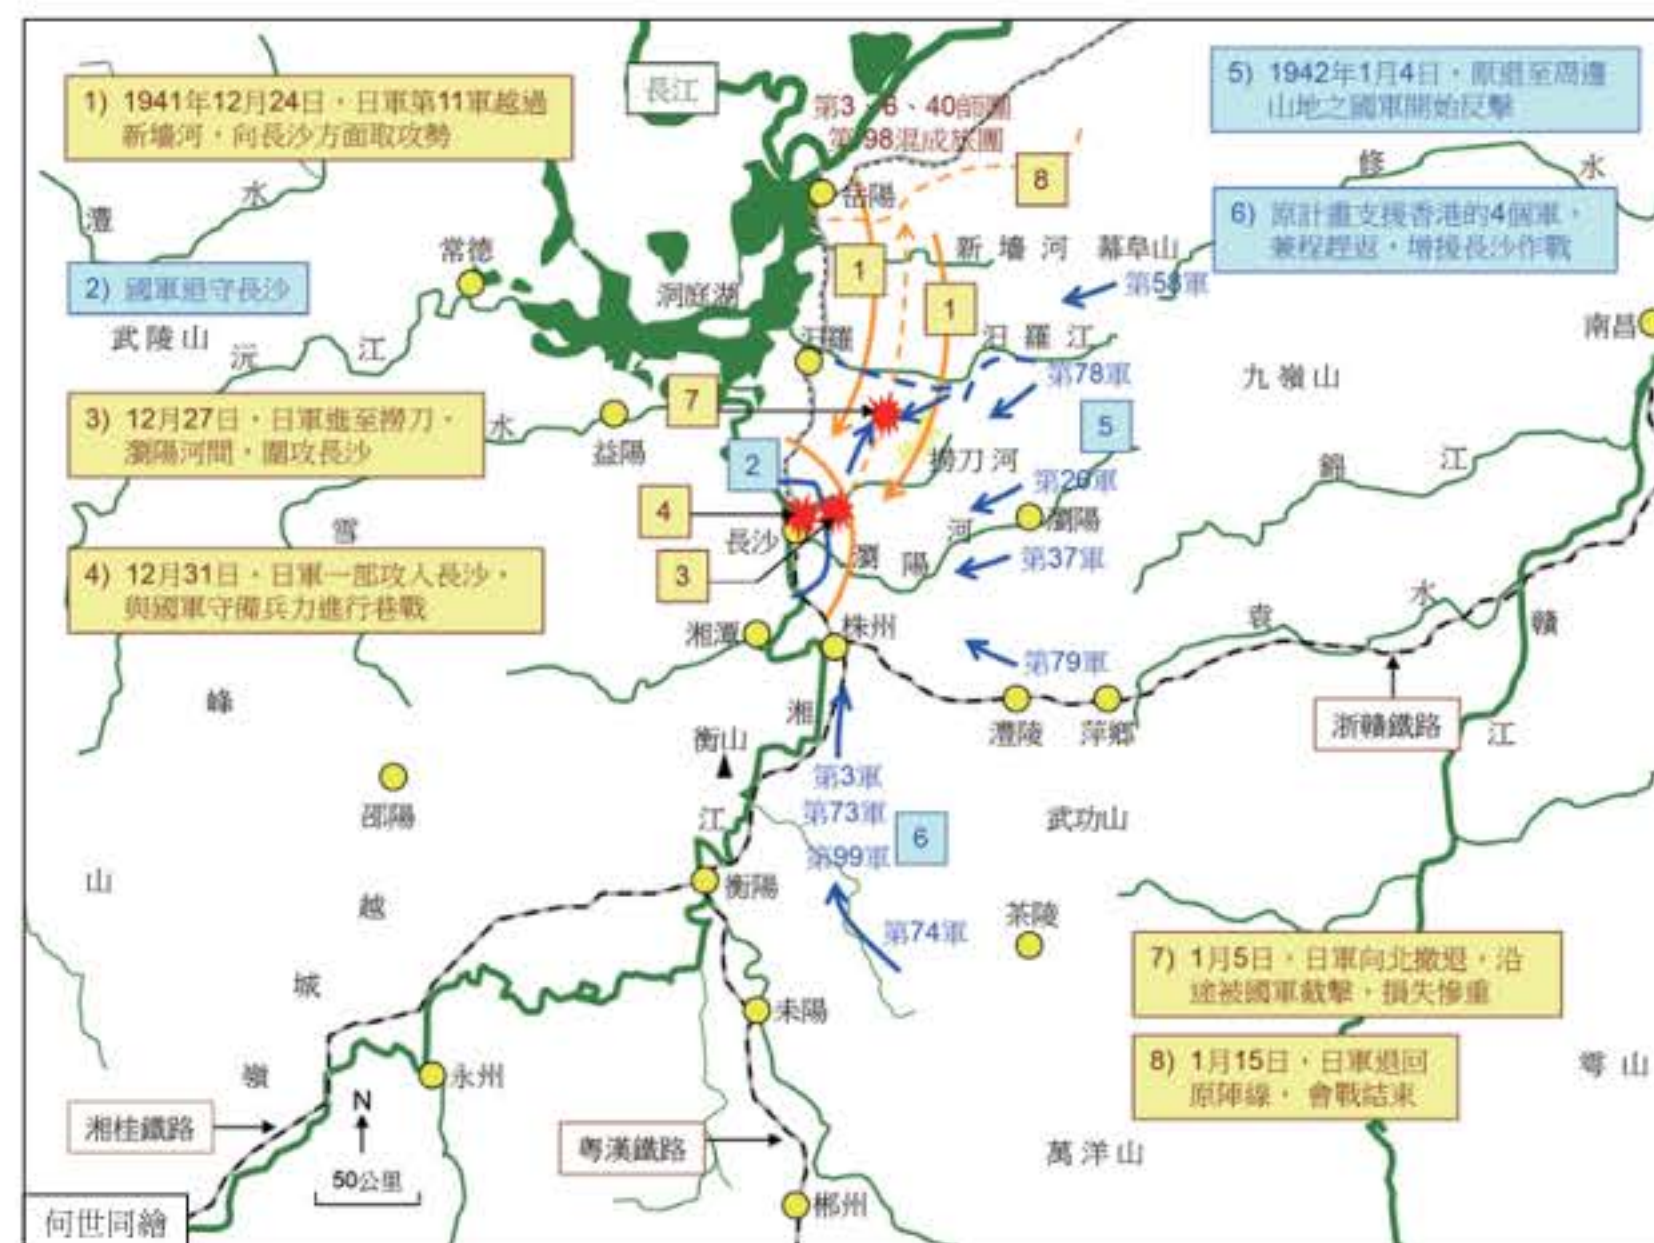 1) 1941年12月24日，日軍第11軍越過
新墻河，向長沙方面取攻勢
長江
第3、6、40師團
第98混成旅團
5) 1942年1月4日，原退至周邊
山地之國軍開始反擊
8
修
水
澧
水
岳陽
6) 原計畫支援香港的4個軍，
兼程趕返，增援長沙作戰
常德
1
新墻河
幕阜山
2) 國軍退守長沙
洞庭湖
第58軍
1
武陵山
沅
江
汨羅
汨羅江
南昌
第78軍
九嶺山
7
3) 12月27日，日軍進至撈刀，
瀏陽河間，圍攻長沙
水
益陽
5
2
撈刀河
錦
江
第20軍
4
雪
長沙
河
瀏陽
瀏
陽
第37軍
3
4) 12月31日，日軍一部攻入長沙，
與國軍守備兵力進行巷戰
袁
水
贛
湘潭
株州
第79軍
峰
湘
衡山
澧陵
萍鄉
浙贛鐵路
江
第3軍
邵陽
江
第73軍
武功山
6
第99軍
山
越
衡陽
茶陵
第74軍
7) 1月5日，日軍向北撤退，沿
途被國軍截擊，損失慘重
城
耒陽
8) 1月15日，日軍退回
原陣線， 會戰結束
嶺
永州
山
N
湘桂鐵路
粵漢鐵路
萬洋山
50公里
郴州
何世同繪